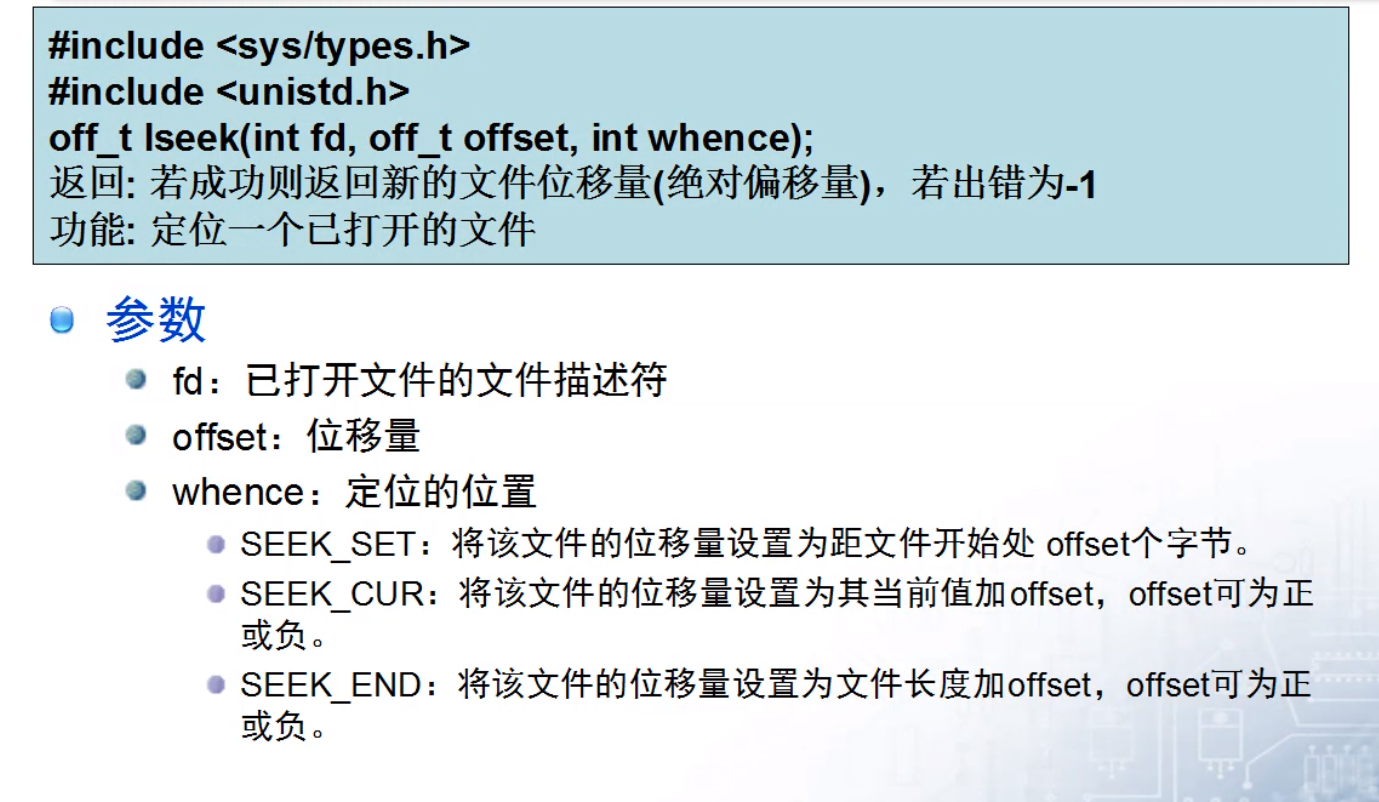 #include <sys/types.h>
#include <unistd.h>
off_t lseek(int fd, off_t offset, int whence);
返回: 若成功则返回新的文件位移量(绝对偏移量)，若出错为-1
功能: 定位一个已打开的文件
参数
fd：已打开文件的文件描述符
offset：位移量
whence：定位的位置
SEEK_SET：将该文件的位移量设置为距文件开始处 offset个字节。
SEEK_CUR：将该文件的位移量设置为其当前值加offset，offset可为正
或负。
SEEK_END：将该文件的位移量设置为文件长度加offset，offset可为正
或负。